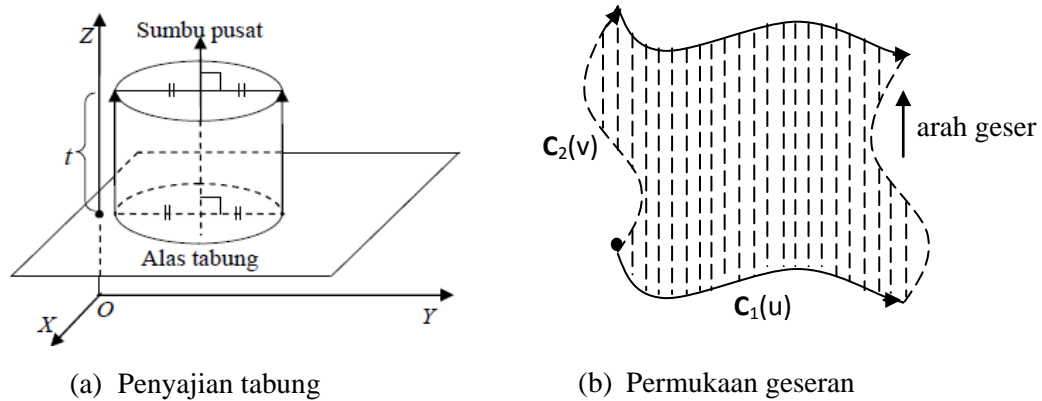 Z
Sumbu pusat
t
Alas tabung
O
X
Y
(a) Penyajian tabung
C₂(v)
arah geser
C₁(u)
(b) Permukaan geseran